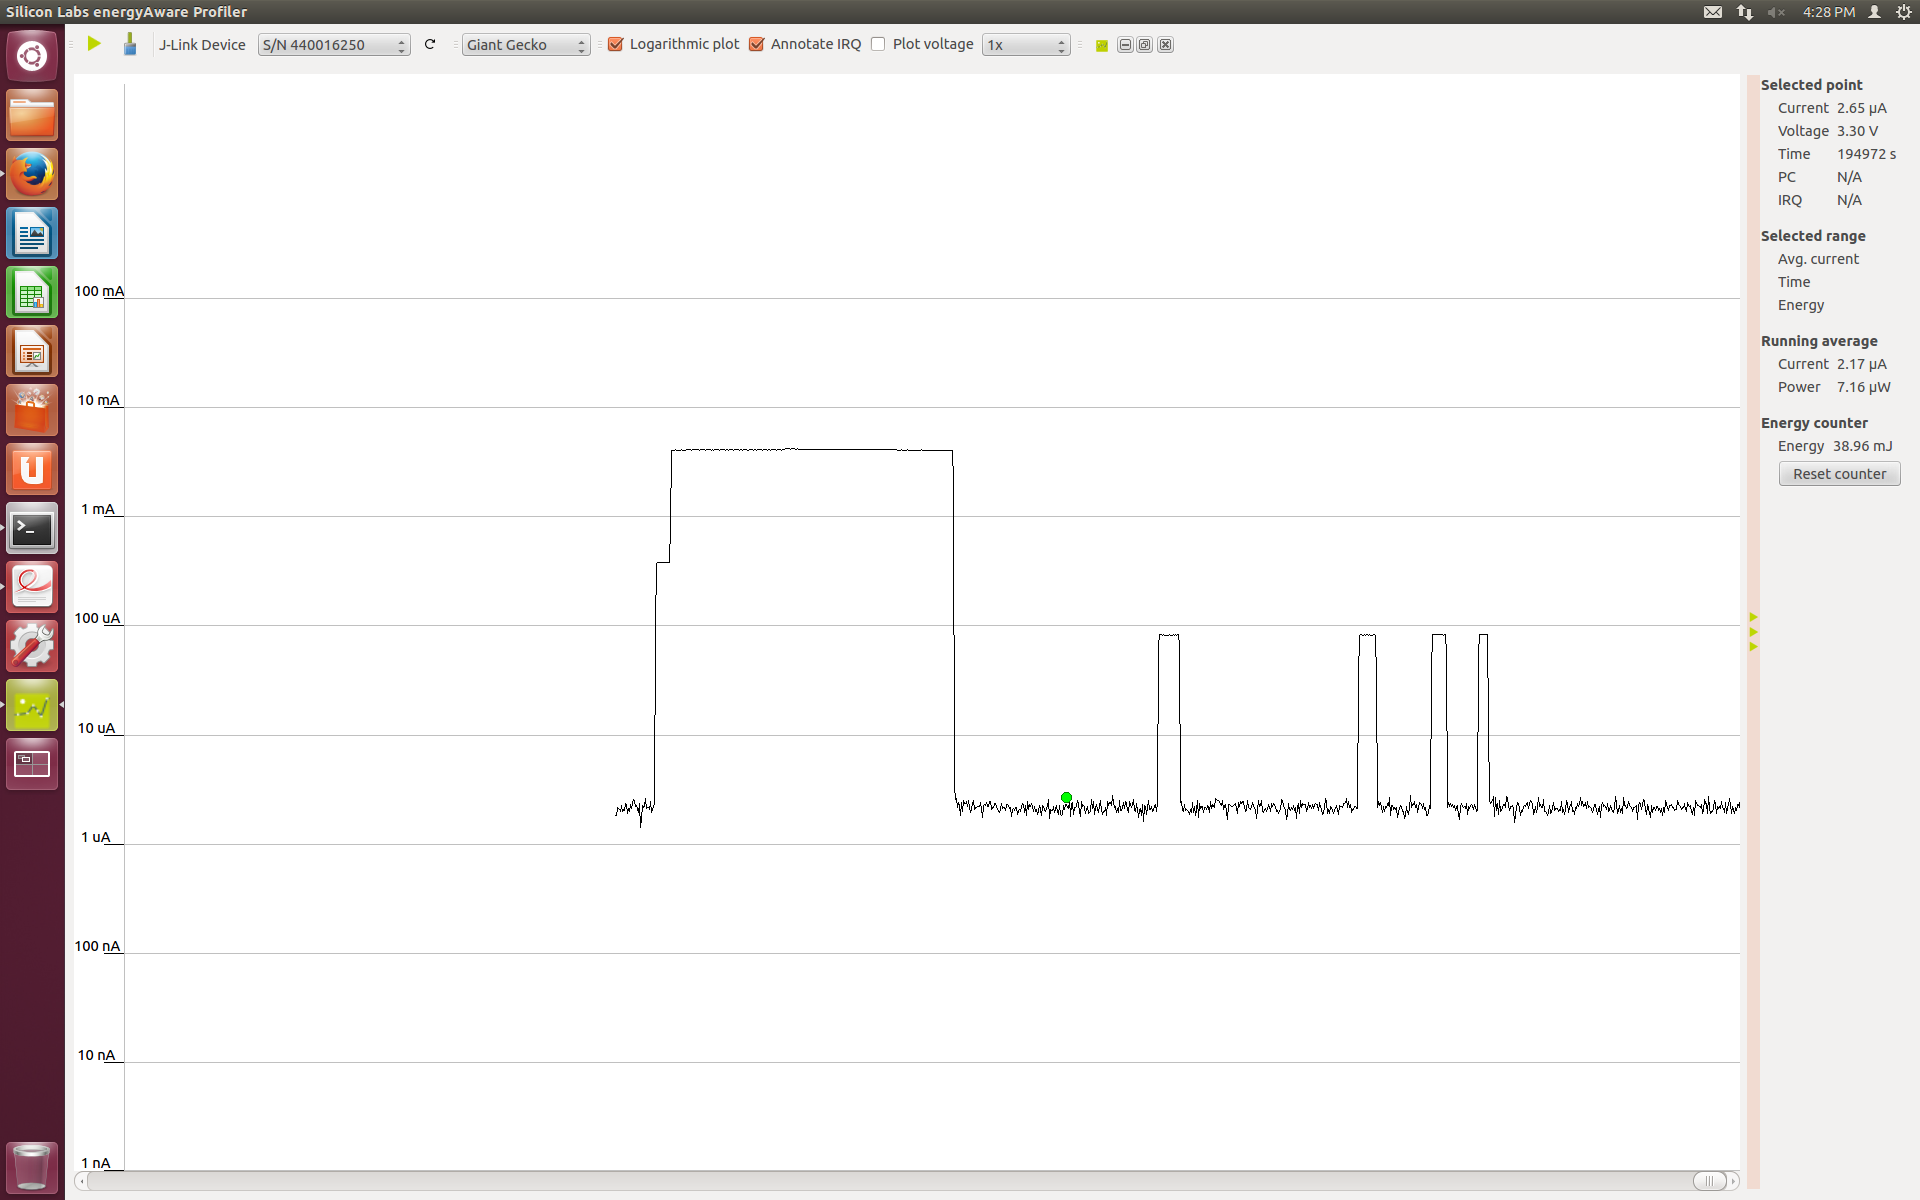 Silicon Labs energyAware Profiler
4:28 PM
J-Link Device S/N 440016250 Giant Gecko Logarithmic plot Annotate IRQ Plot voltage 1x
100 mA
10 mA
1 mA
100 uA
10 uA
1 uA
100 nA
10 nA
1 nA
Selected point
Current 2.65 µA
Voltage 3.30 V
Time 194972 s
PC N/A
IRQ N/A
Selected range
Avg. current
Time
Energy
Running average
Current 2.17 µA
Power 7.16 µW
Energy counter
Energy 38.96 mJ
Reset counter